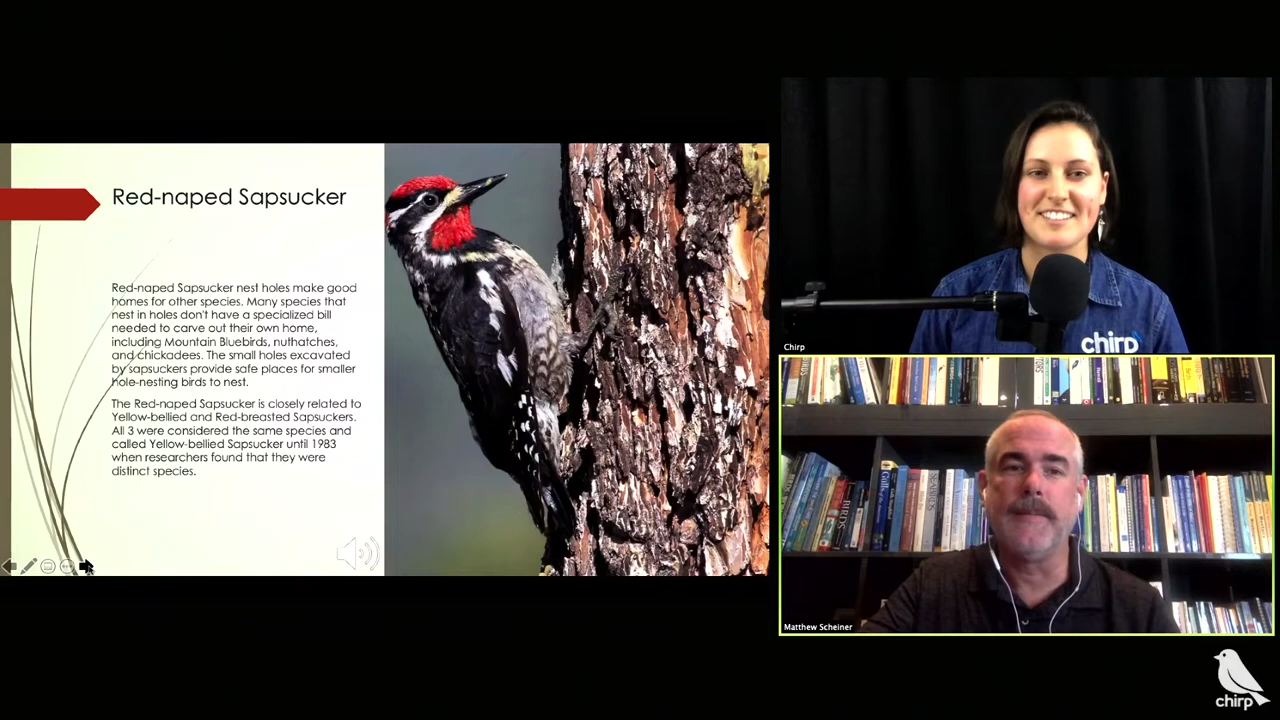 Red-naped Sapsucker
Red-naped Sapsucker nest holes make good
homes for other species. Many species that
nest in holes don't have a specialized bill
needed to carve out their own home,
including Mountain Bluebirds, nuthatches,
and chickadees. The small holes excavated
by sapsuckers provide safe places for smaller
hole-nesting birds to nest.
The Red-naped Sapsucker is closely related to
Yellow-bellied and Red-breasted Sapsuckers.
All 3 were considered the same species and
called Yellow-bellied Sapsucker until 1983
when researchers found that they were
distinct species.
chirp
Chirp
BIRDS
Matthew Scheiner
chirp